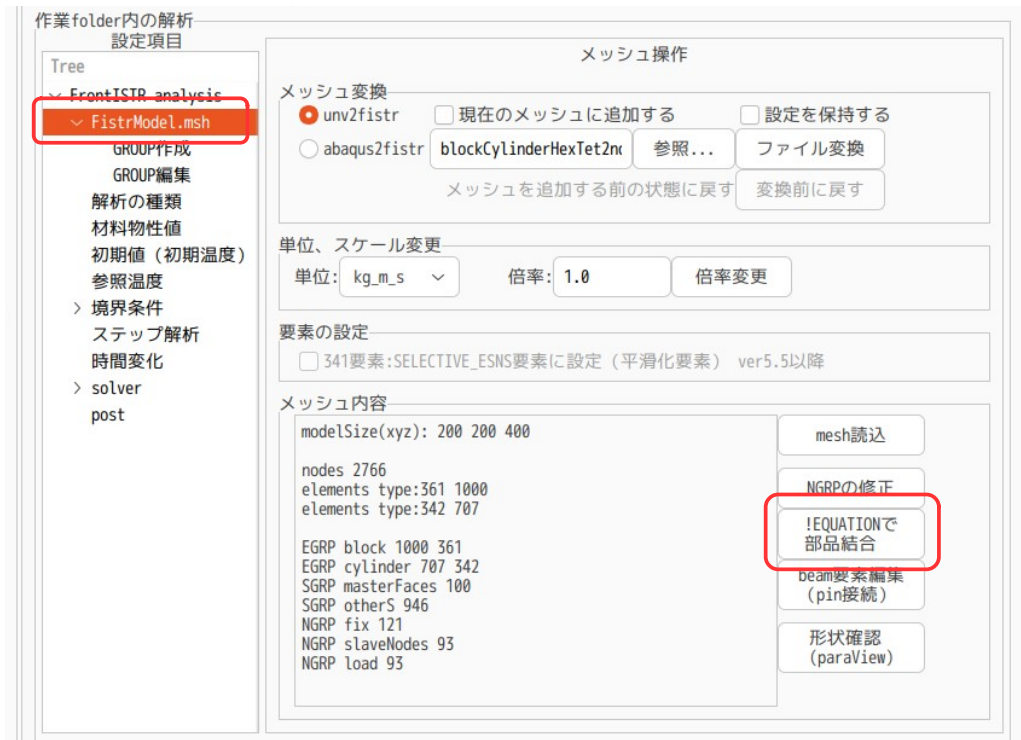 作業folder内の解析
設定項目
Tree
FrontISTR analysis
FistrModel.msh
GROUP作成
GROUP編集
解析の種類
材料物性値
初期値（初期温度）
参照温度
境界条件
ステップ解析
時間変化
solver
post
メッシュ操作
メッシュ変換
unv2fistr 現在のメッシュに追加する 設定を保持する
abaqus2fistr blockCylinderHexTet2nc 参照... ファイル変換
メッシュを追加する前の状態に戻す 変換前に戻す
単位、スケール変更
単位: kg_m_s 倍率: 1.0 倍率変更
要素の設定
341要素:SELECTIVE_ESNS要素に設定（平滑化要素） ver5.5以降
メッシュ内容
modelSize(xyz): 200 200 400
nodes 2766
elements type:361 1000
elements type:342 707
EGRP block 1000 361
EGRP cylinder 707 342
SGRP masterFaces 100
SGRP otherS 946
NGRP fix 121
NGRP slaveNodes 93
NGRP load 93
mesh読込
NGRPの修正
!EQUATIONで
部品結合
beam要素編集
(pin接続)
形状確認
(paraView)